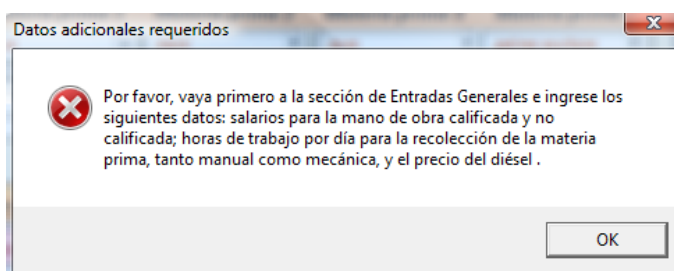 Datos adicionales requeridos
Por favor, vaya primero a la sección de Entradas Generales e ingrese los
siguientes datos: salarios para la mano de obra calificada y no
calificada; horas de trabajo por día para la recolección de la materia
prima, tanto manual como mecánica, y el precio del diésel .
OK